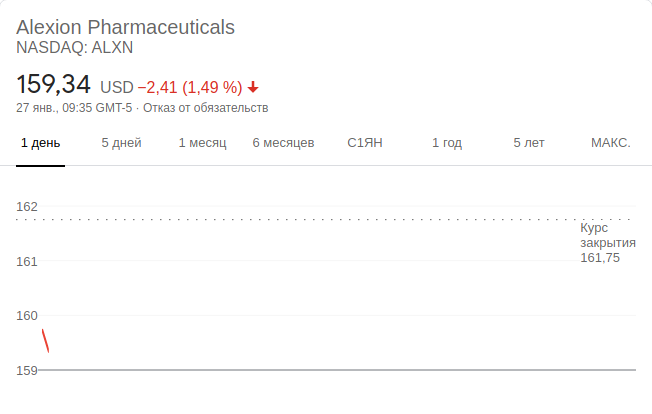 Alexion Pharmaceuticals
NASDAQ: ALXN
159,34 USD −2,41 (1,49 %)
27 янв., 09:35 GMT-5 · Отказ от обязательств
1 день 5 дней 1 месяц 6 месяцев С1ЯН 1 год 5 лет МАКС.
162
Курс
закрытия
161,75
161
160
159